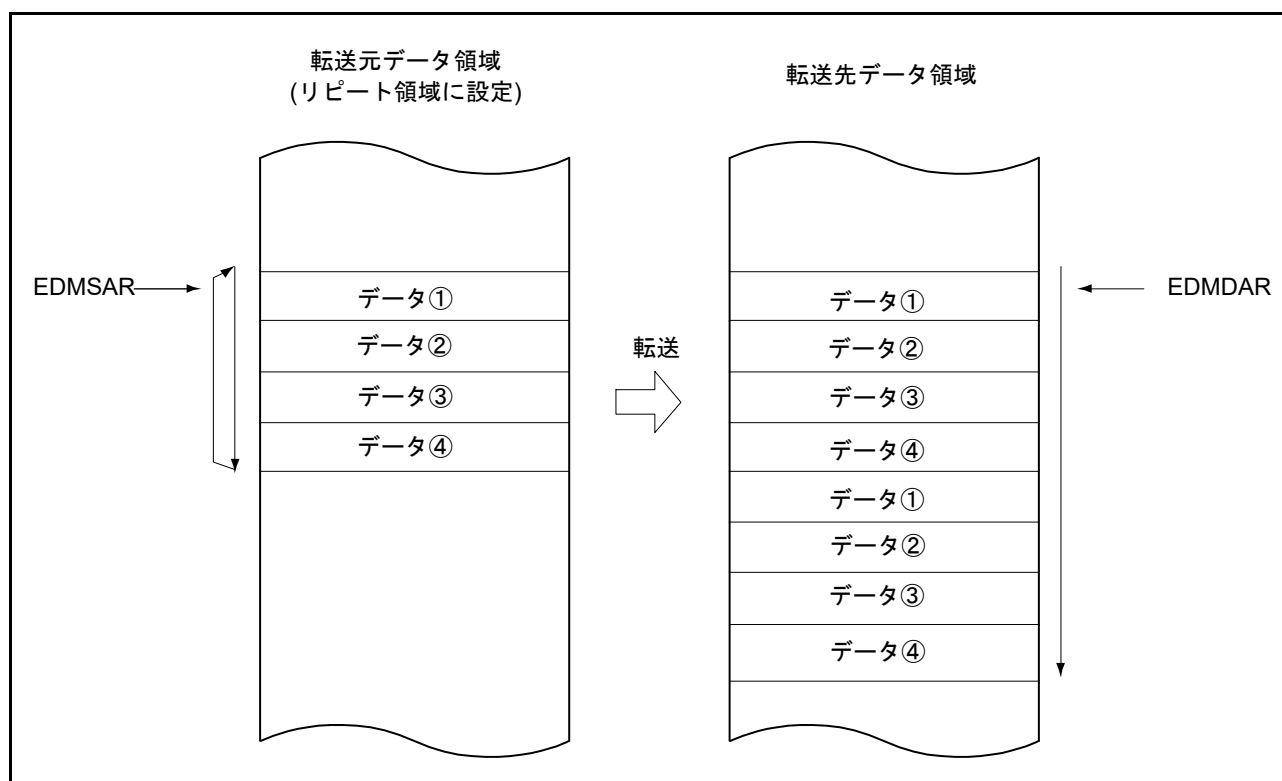 転送元データ領域
(リピート領域に設定)
転送先データ領域
EDMSAR
データ①
データ②
データ③
データ④
転送
データ①
データ②
データ③
データ④
データ①
データ②
データ③
データ④
EDMDAR